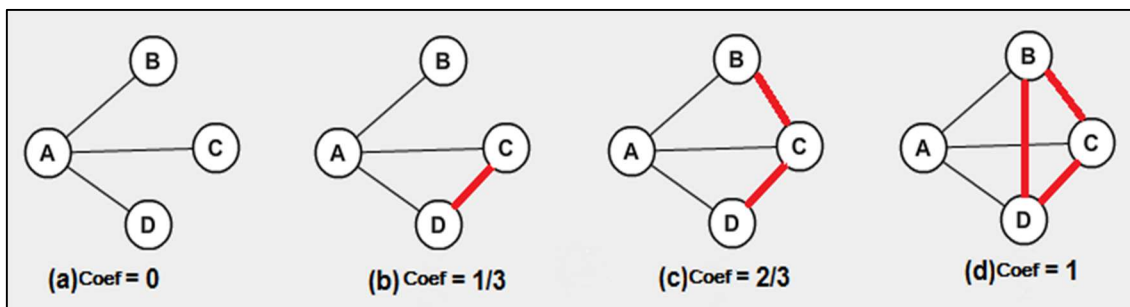 B
A
C
D
(a)Coef = 0
B
A
C
D
(b) Coef = 1/3
B
A
C
D
(c)Coef = 2/3
B
A
C
D
(d)Coef = 1